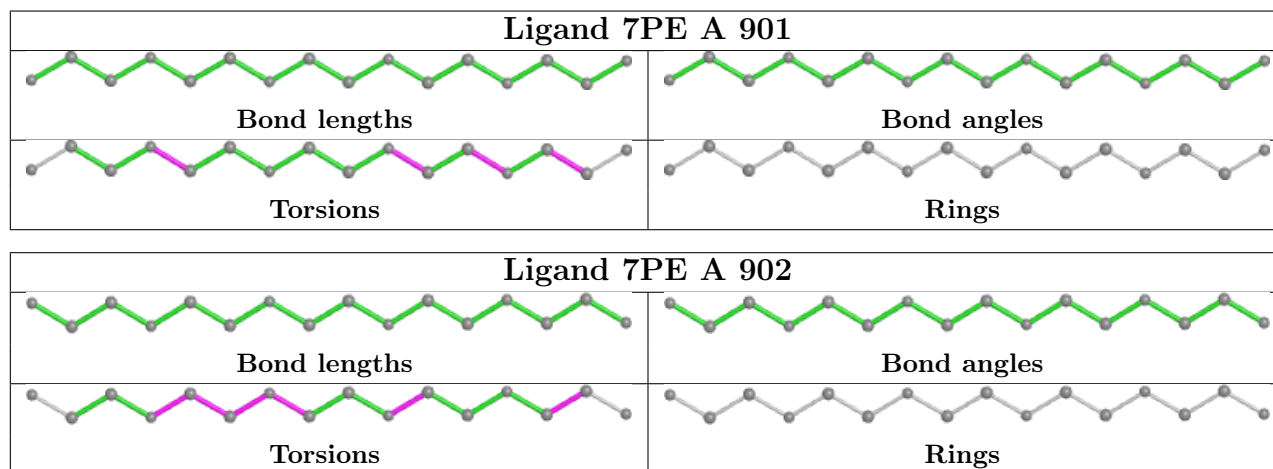 Ligand 7PE A 901
Bond lengths Bond angles
Torsions Rings
Ligand 7PE A 902
Bond lengths Bond angles
Torsions Rings